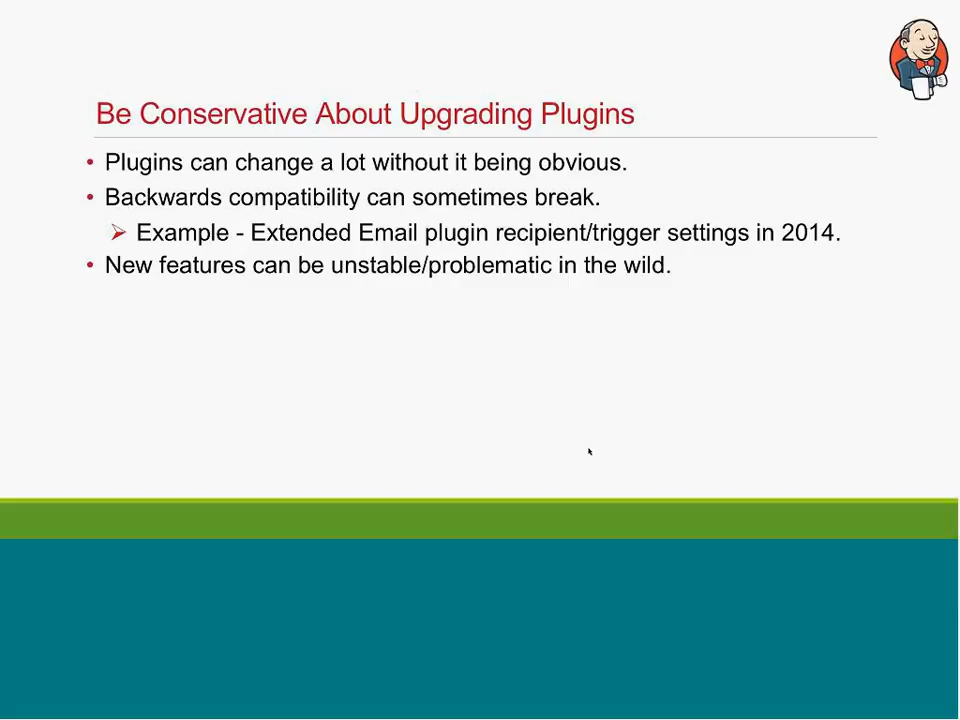 Be Conservative About Upgrading Plugins
• Plugins can change a lot without it being obvious.
• Backwards compatibility can sometimes break.
➢ Example - Extended Email plugin recipient/trigger settings in 2014.
• New features can be unstable/problematic in the wild.